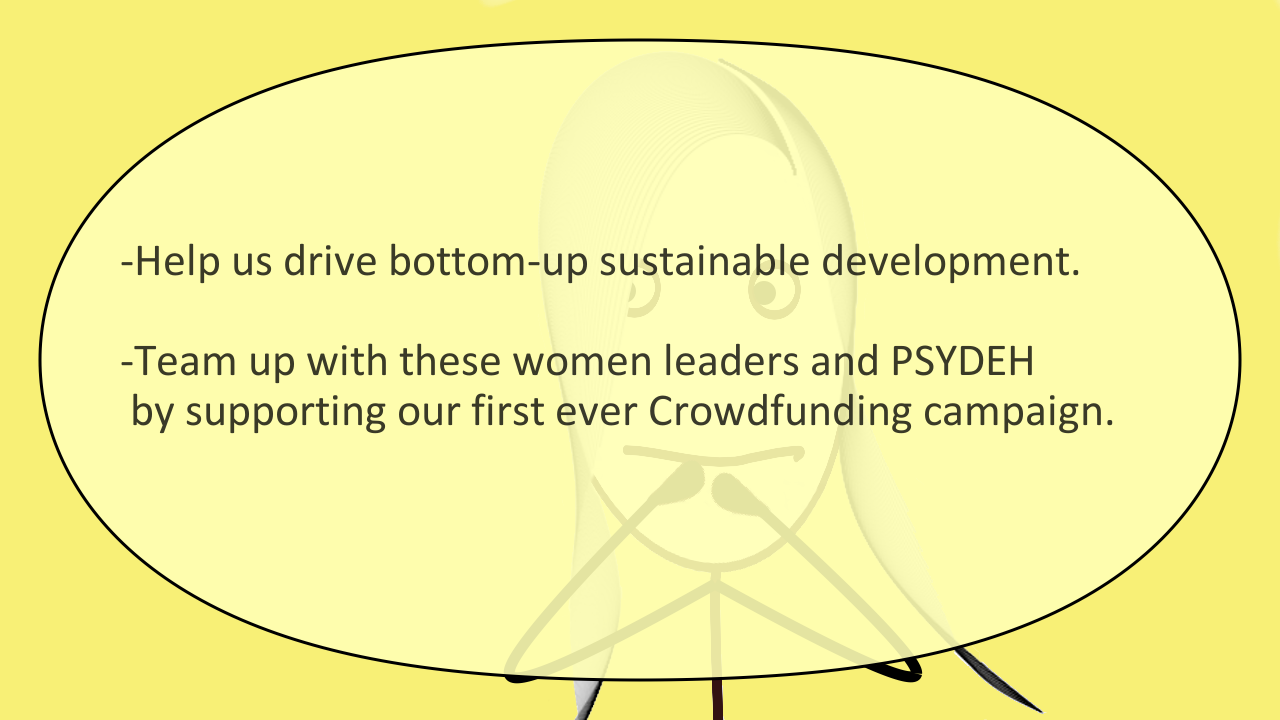 -Help us drive bottom-up sustainable development.
-Team up with these women leaders and PSYDEH
by supporting our first ever Crowdfunding campaign.